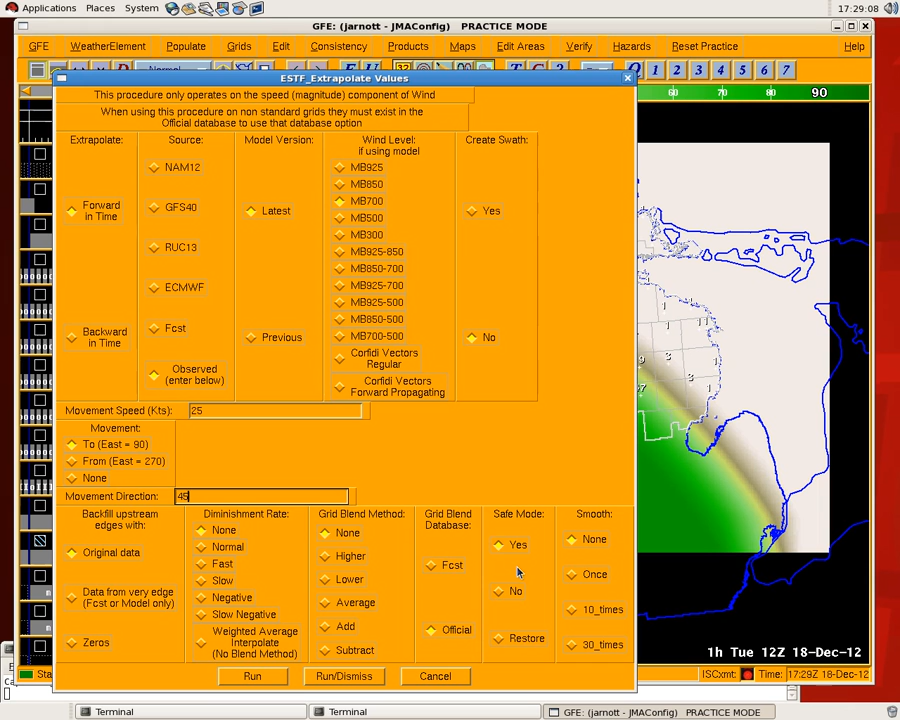 Applications Places System
17:29:08
GFE: (jarnott - JMAConfig) PRACTICE MODE
GFE WeatherElement Populate Grids Edit Consistency Products Maps Edit Areas Verify Hazards Reset Practice Help
Normal
1 2 3 4 5 6 7
ESTF_Extrapolate Values
60 70 80 90
This procedure only operates on the speed (magnitude) component of Wind
When using this procedure on non standard grids they must exist in the
Official database to use that database option
Extrapolate:
Forward
in Time
Backward
in Time
Source:
NAM12
GFS40
RUC13
ECMWF
Fcst
Observed
(enter below)
Model Version:
Latest
Previous
Wind Level:
if using model
MB925
MB850
MB700
MB500
MB300
MB925-850
MB850-700
MB925-700
MB925-500
MB850-500
MB700-500
Corfidi Vectors
Regular
Corfidi Vectors
Forward Propagating
Create Swath:
Yes
No
Movement Speed (Kts): 25
Movement:
To (East = 90)
From (East = 270)
None
Movement Direction: 45
Backfill upstream
edges with:
Original data
Data from very edge
(Fcst or Model only)
Zeros
Diminishment Rate:
None
Normal
Fast
Slow
Negative
Slow Negative
Weighted Average
Interpolate
(No Blend Method)
Grid Blend Method:
None
Higher
Lower
Average
Add
Subtract
Grid Blend
Database:
Fcst
Official
Safe Mode:
Yes
No
Restore
Smooth:
None
Once
10_times
30_times
Run Run/Dismiss Cancel
1h Tue 12Z 18-Dec-12
ISCxmt: Time: 17:29Z 18-Dec-12
Terminal
Terminal
GFE: (jarnott - JMAConfig) PRACTICE MODE